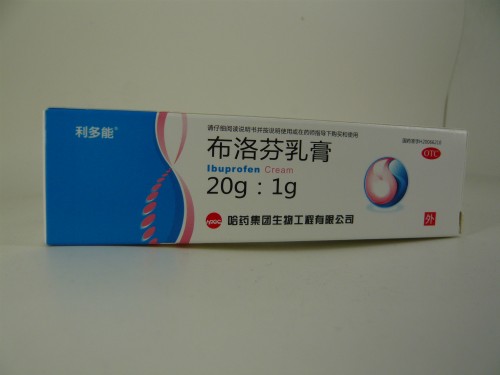 利多能®
请仔细阅读说明书并按说明使用或在药师指导下购买和使用
布洛芬乳膏
Ibuprofen Cream
20g:1g
HPGC
哈药集团生物工程有限公司
OTC
外